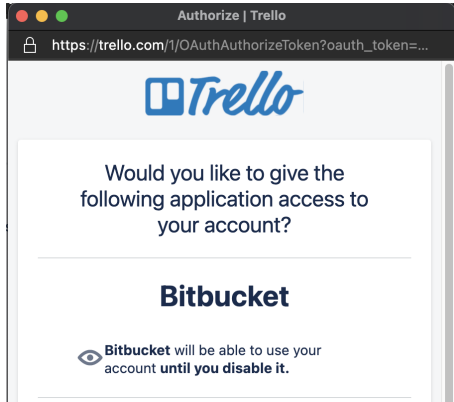 Authorize | Trello
https://trello.com/1/OAuthAuthorizeToken?oauth_token=...
Trello
Would you like to give the
following application access to
your account?
Bitbucket
Bitbucket will be able to use your
account until you disable it.